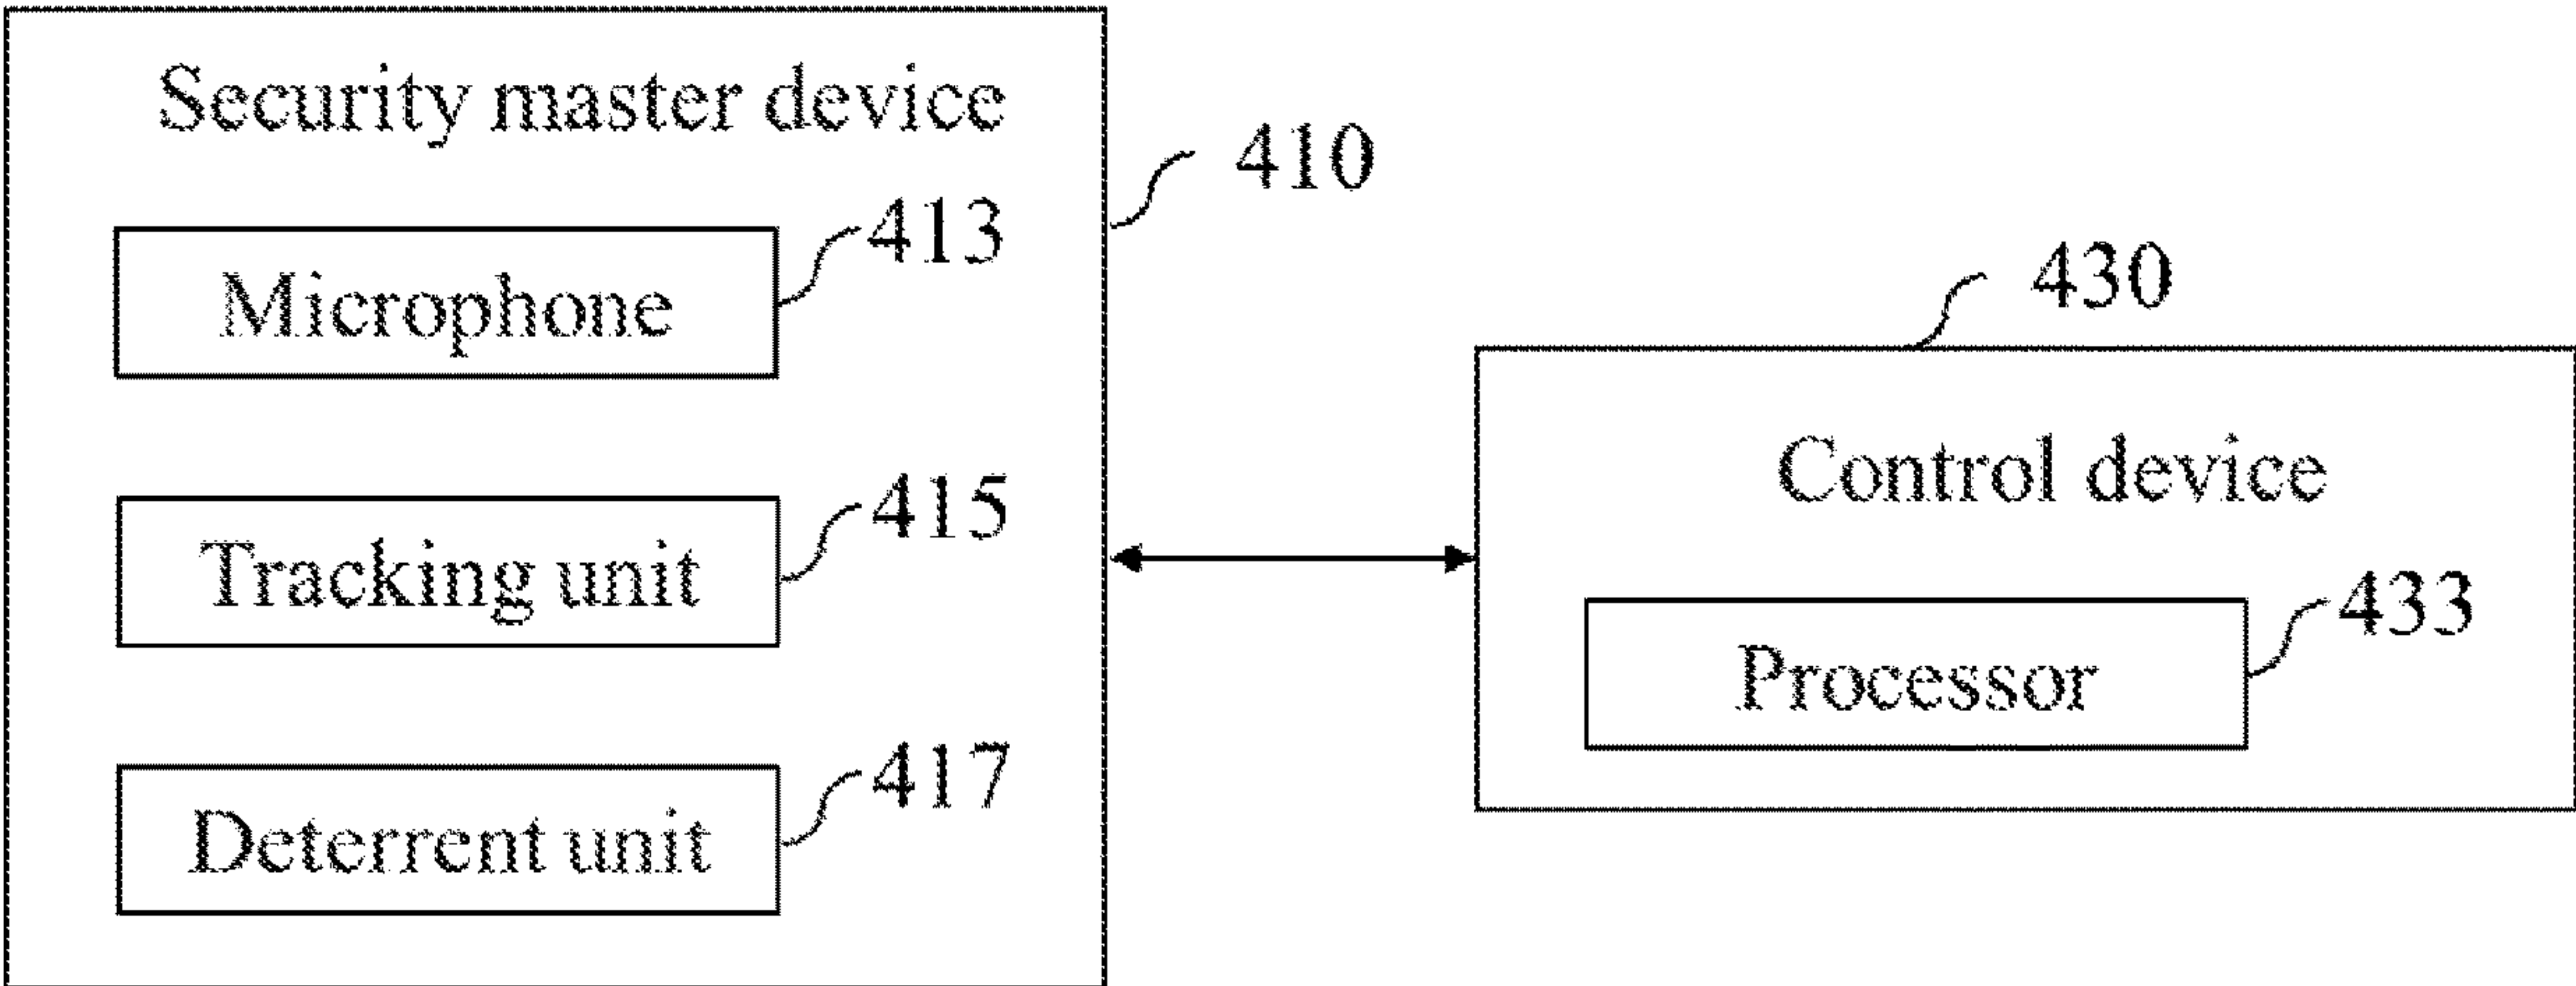 Security master device
410
413
Microphone
415
Tracking unit
417
Deterrent unit
430
Control device
433
Processor